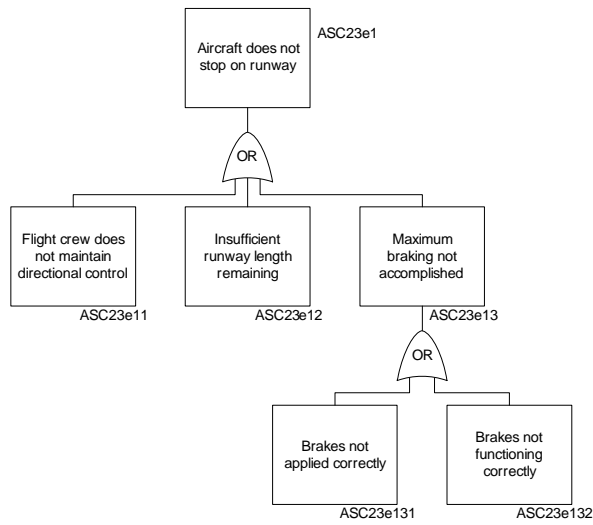 Aircraft does not
stop on runway
ASC23e1
OR
Flight crew does
not maintain
directional control
ASC23e11
Insufficient
runway length
remaining
ASC23e12
Maximum
braking not
accomplished
ASC23e13
OR
Brakes not
applied correctly
ASC23e131
Brakes not
functioning
correctly
ASC23e132